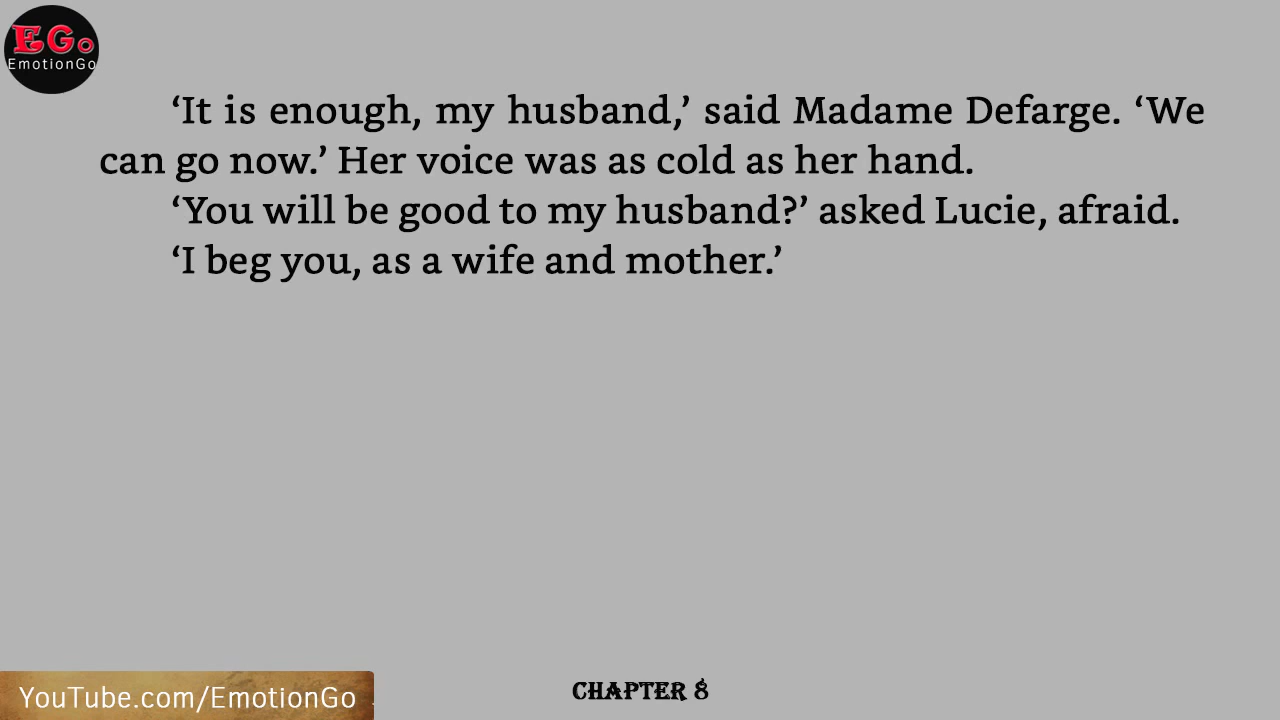 EGo
EmotionGo
‘It is enough, my husband,’ said Madame Defarge. ‘We
can go now.’ Her voice was as cold as her hand.
‘You will be good to my husband?’ asked Lucie, afraid.
‘I beg you, as a wife and mother.’
YouTube.com/EmotionGo
CHAPTER 8